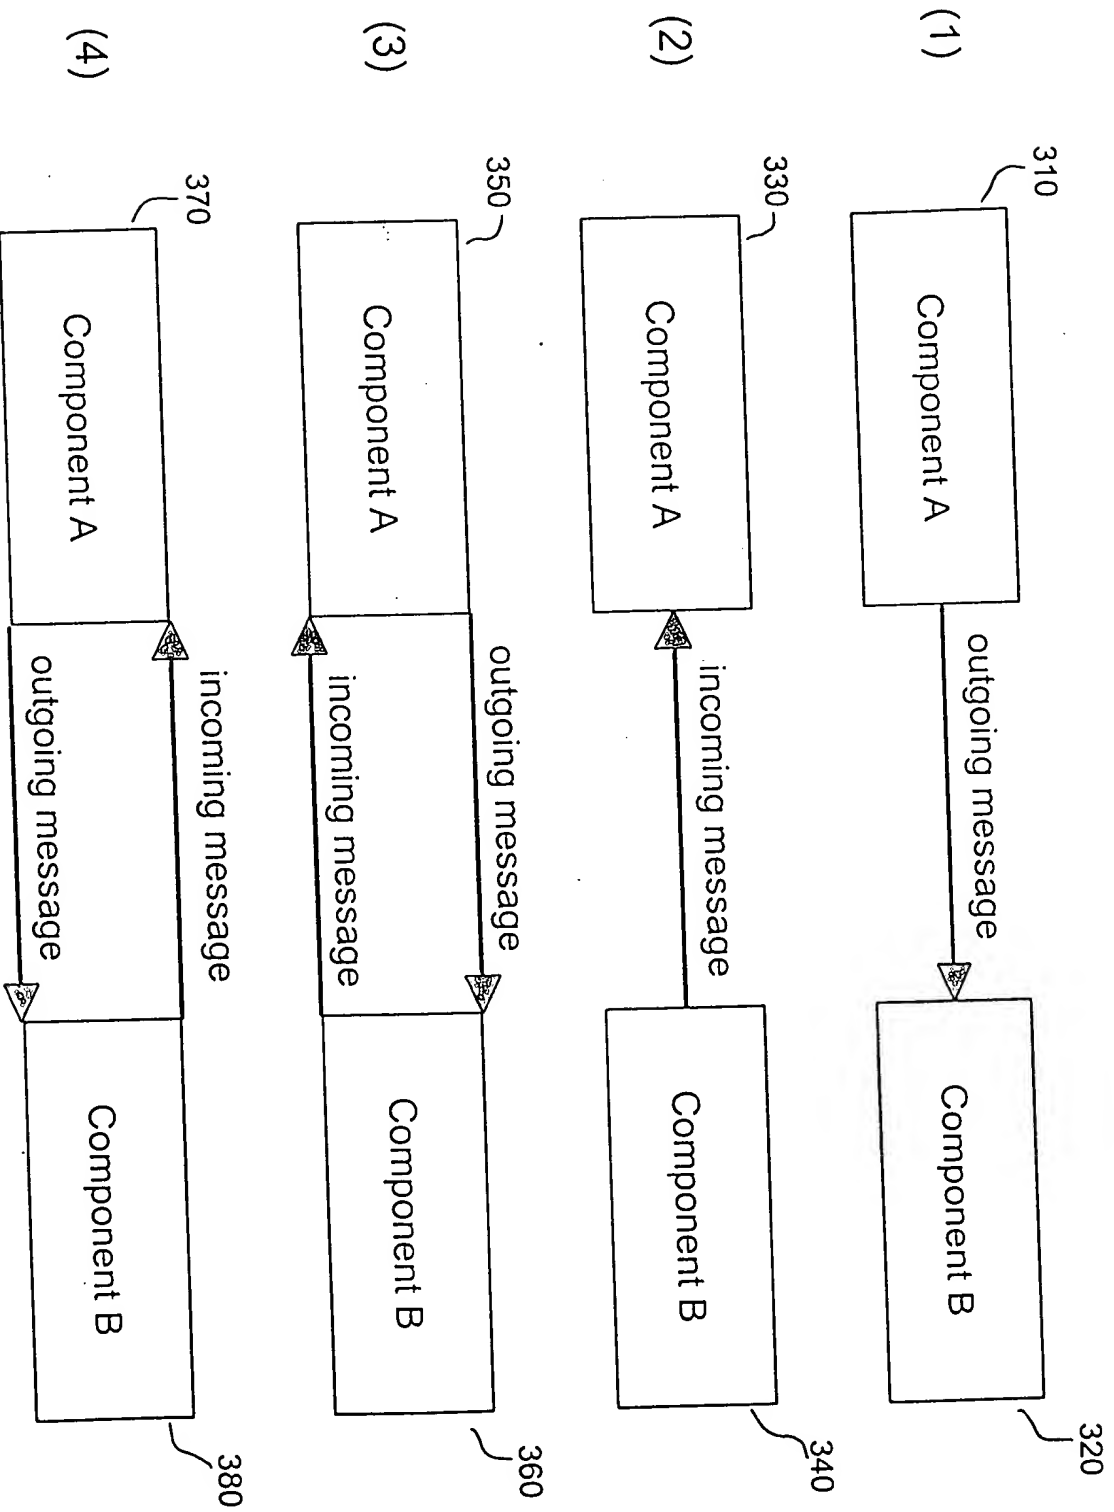 (1)
310
Component A
outgoing message
Component B
320
(2)
330
Component A
incoming message
Component B
340
(3)
350
Component A
outgoing message
incoming message
Component B
360
(4)
370
Component A
incoming message
outgoing message
Component B
380